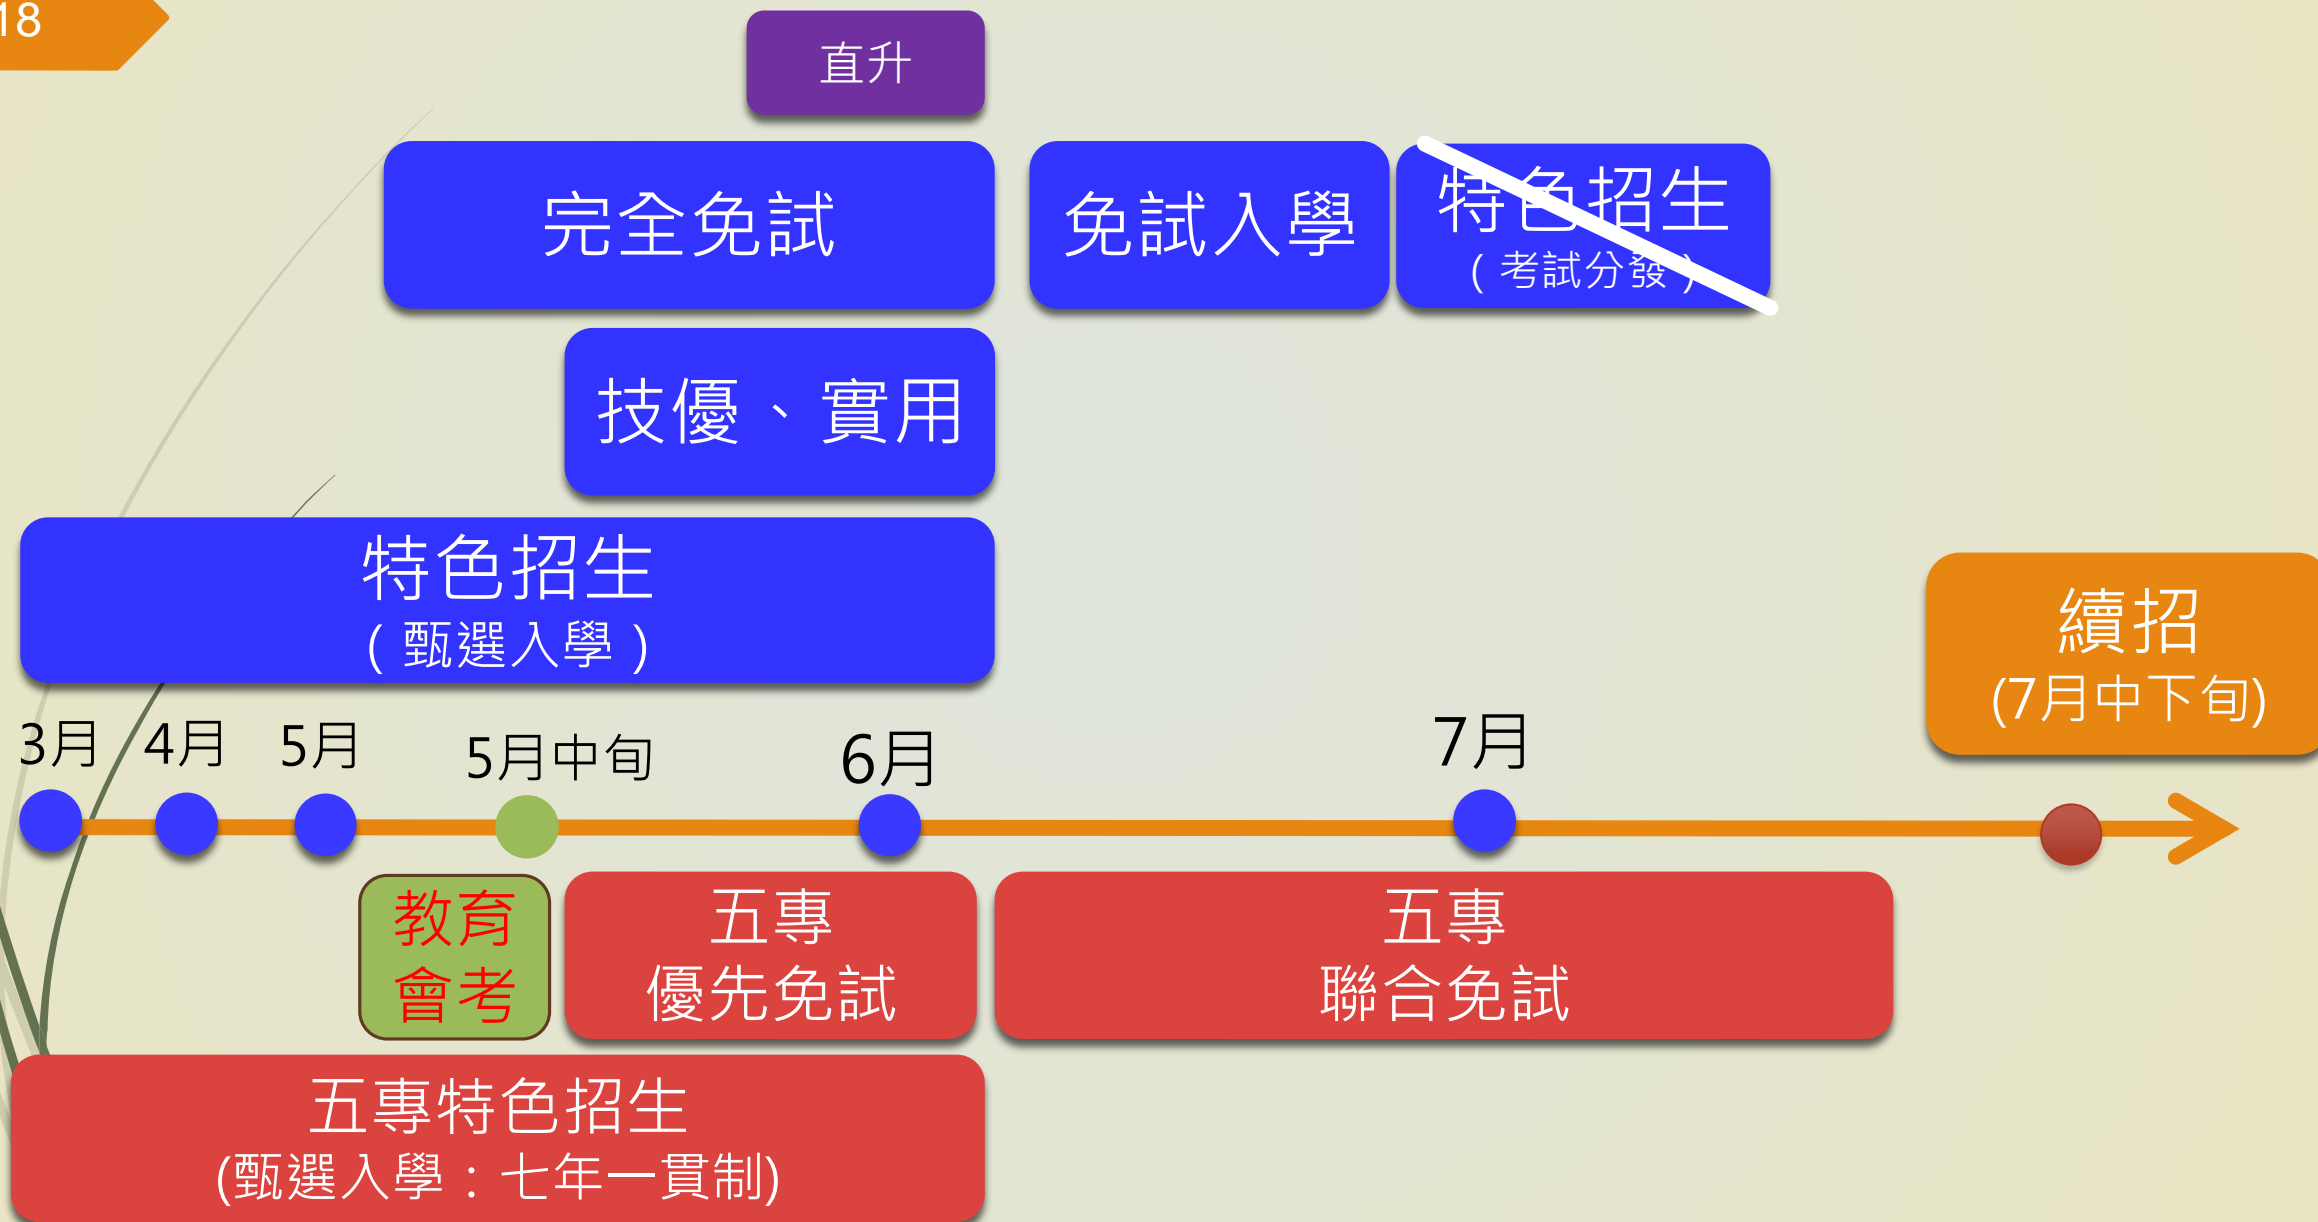 18
直升
完全免試
免試入學
特色招生
( 考試分發 )
技優、實用
特色招生
( 甄選入學 )
續招
(7月中下旬)
3月
4月
5月
5月中旬
6月
7月
教育
會考
五專
優先免試
五專
聯合免試
五專特色招生
(甄選入學：七年一貫制)